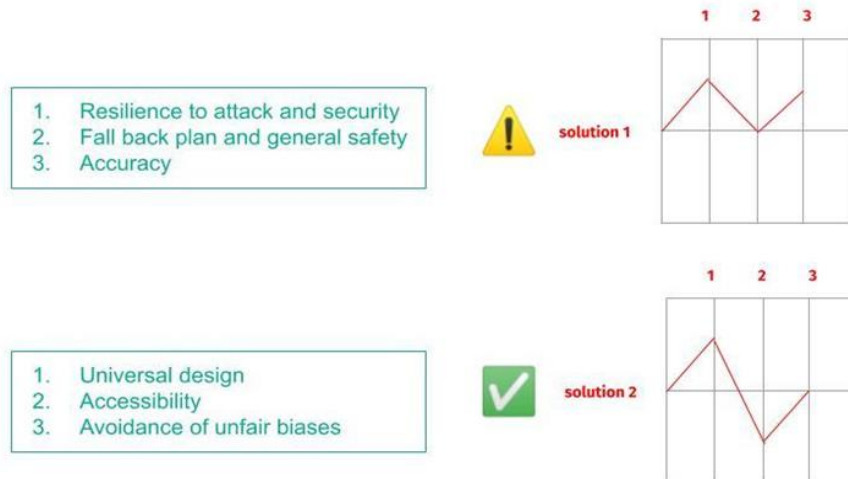 1 2 3
1. Resilience to attack and security
2. Fall back plan and general safety
3. Accuracy
solution 1
1 2 3
1. Universal design
2. Accessibility
3. Avoidance of unfair biases
solution 2